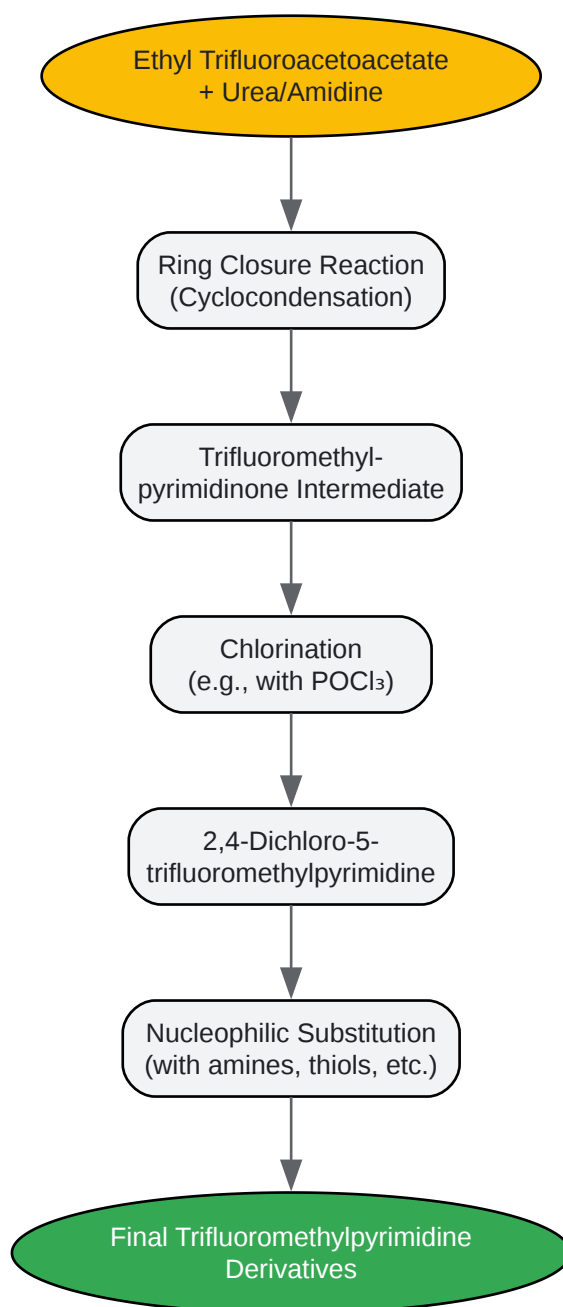 Ethyl Trifluoroacetoacetate
+ Urea/Amidine
Ring Closure Reaction
(Cyclocondensation)
Trifluoromethyl-
pyrimidinone Intermediate
Chlorination
(e.g., with POCl₃)
2,4-Dichloro-5-
trifluoromethylpyrimidine
Nucleophilic Substitution
(with amines, thiols, etc.)
Final Trifluoromethylpyrimidine
Derivatives